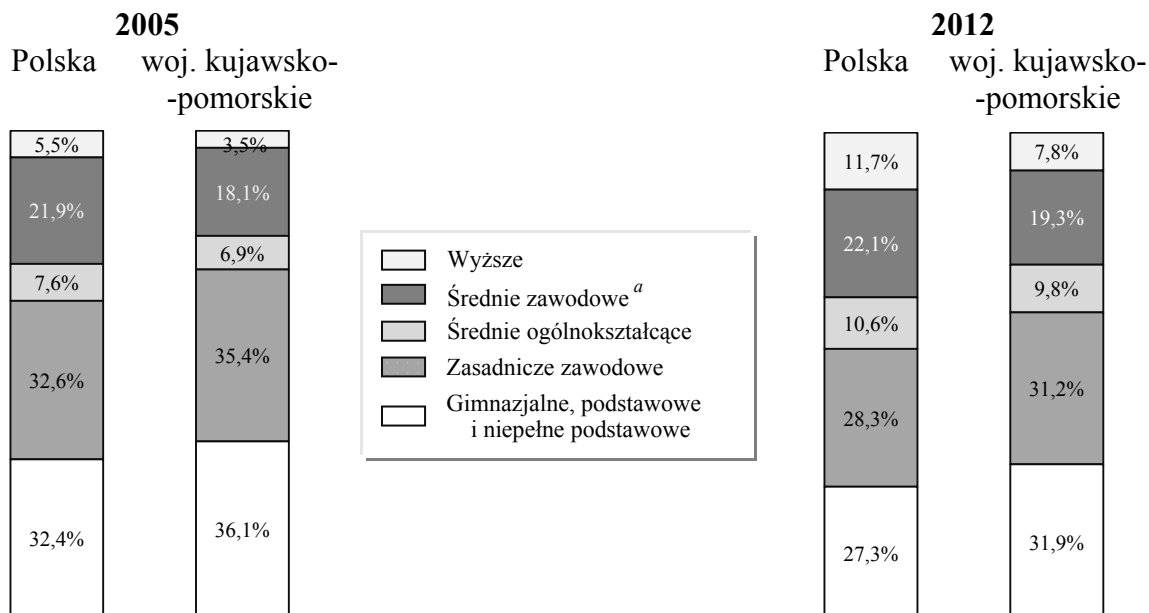 2005
Polska
woj. kujawsko-
-pomorskie
2012
Polska
woj. kujawsko-
-pomorskie
5,5%
21,9%
7,6%
32,6%
32,4%
3,5%
18,1%
6,9%
35,4%
36,1%
Wyższe
Średnie zawodowe a
Średnie ogólnokształcące
Zasadnicze zawodowe
Gimnazjalne, podstawowe
i niepełne podstawowe
11,7%
22,1%
10,6%
28,3%
27,3%
7,8%
19,3%
9,8%
31,2%
31,9%